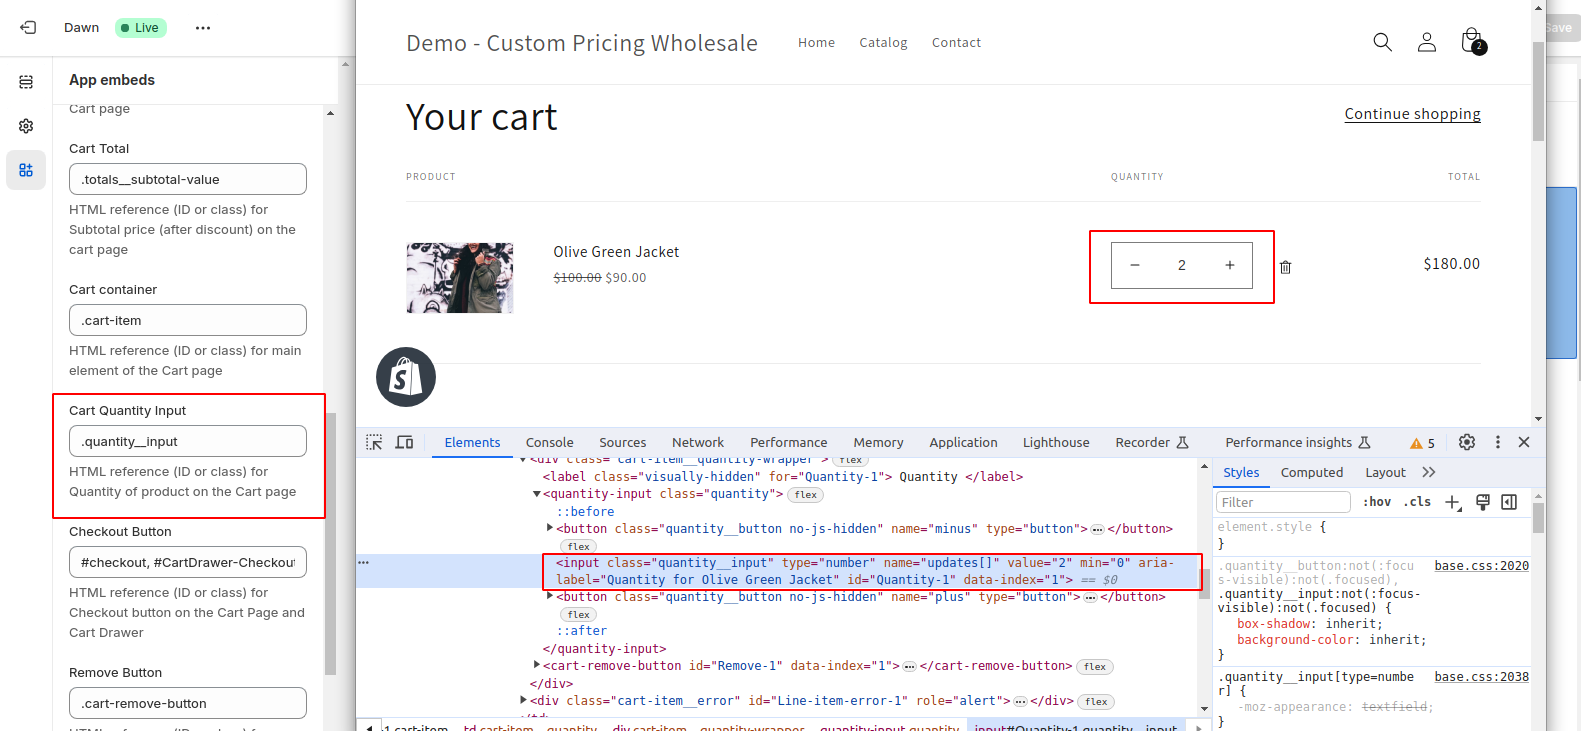 Dawn
Live
App embeds
Cart page
Cart Total
.totals__subtotal-value
HTML reference (ID or class) for
Subtotal price (after discount) on the
cart page
Cart container
.cart-item
HTML reference (ID or class) for main
element of the Cart page
Cart Quantity Input
.quantity__input
HTML reference (ID or class) for
Quantity of product on the Cart page
Checkout Button
#checkout, #CartDrawer-Checkout
HTML reference (ID or class) for
Checkout button on the Cart Page and
Cart Drawer
Remove Button
.cart-remove-button
Save
Demo - Custom Pricing Wholesale
Home Catalog Contact
2
Your cart
Continue shopping
PRODUCT QUANTITY TOTAL
Olive Green Jacket
$100.00 $90.00
− 2 +
$180.00
S
Elements Console Sources Network Performance Memory Application Lighthouse Recorder Performance insights 5
<div class="cart-item__quantity-wrapper"> flex
<label class="visually-hidden" for="Quantity-1"> Quantity </label>
<quantity-input class="quantity"> flex
::before
<button class="quantity__button no-js-hidden" name="minus" type="button"> … </button>
flex
… <input class="quantity__input" type="number" name="updates[]" value="2" min="0" aria-
label="Quantity for Olive Green Jacket" id="Quantity-1" data-index="1"> == $0
<button class="quantity__button no-js-hidden" name="plus" type="button"> … </button>
flex
::after
</quantity-input>
<cart-remove-button id="Remove-1" data-index="1"> … </cart-remove-button> flex
</div>
<div class="cart-item__error" id="Line-item-error-1" role="alert"> … </div> flex
</td>
-1.cart-item td.cart-item__quantity div.cart-item__quantity-wrapper quantity-input.quantity input#Quantity-1.quantity__input
Styles Computed Layout
Filter :hov .cls
element.style {
}
.quantity__button:not(:focu base.css:2020
s-visible):not(.focused),
.quantity__input:not(:focus-
visible):not(.focused) {
box-shadow: inherit;
background-color: inherit;
}
.quantity__input[type=numbe base.css:2038
r] {
-moz-appearance: textfield;
}